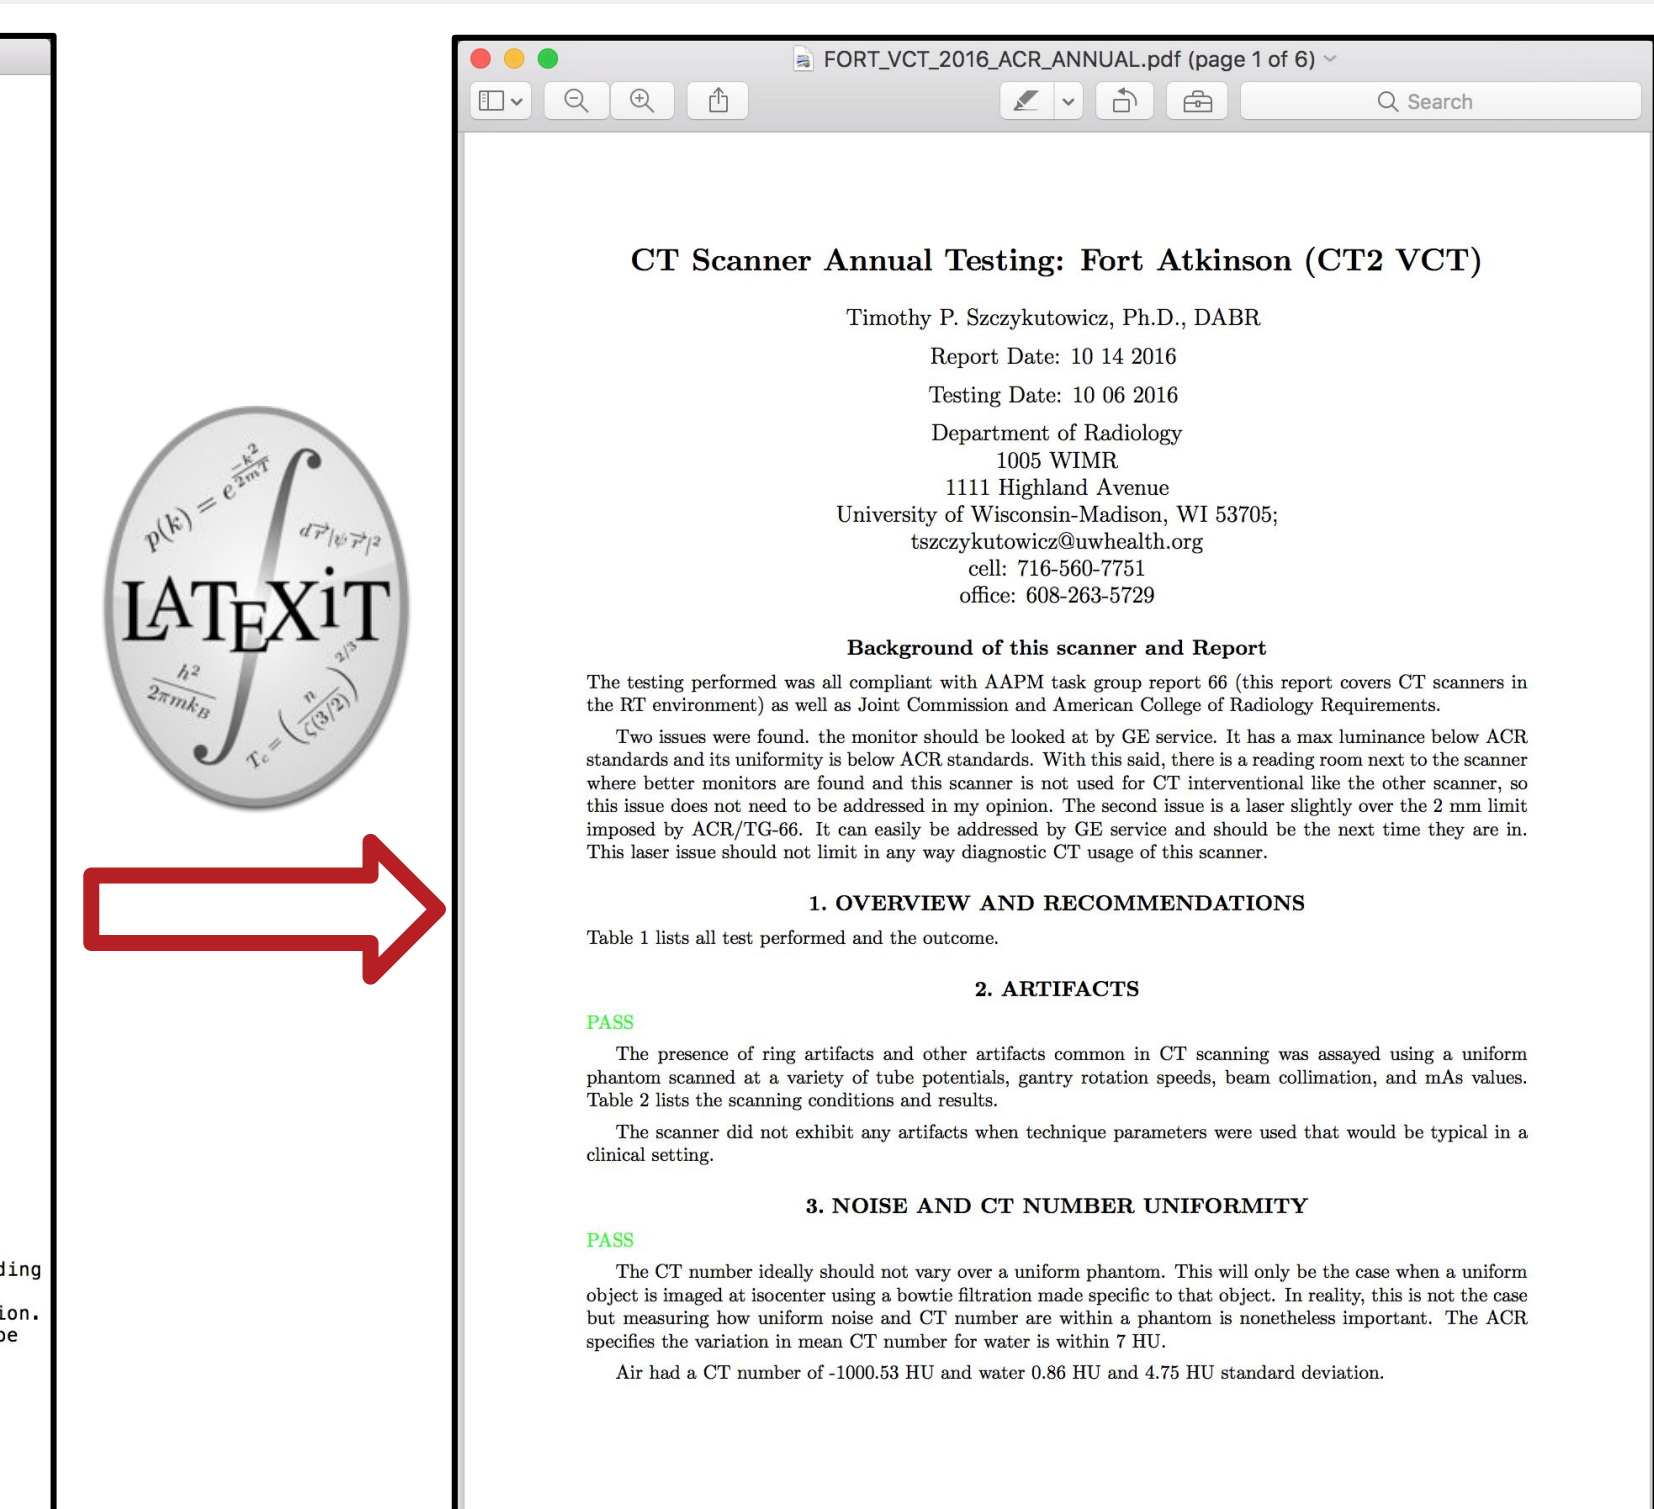 FORT_VCT_2016_ACR_ANNUAL.pdf (page 1 of 6)
Search
CT Scanner Annual Testing: Fort Atkinson (CT2 VCT)
Timothy P. Szczykutowicz, Ph.D., DABR
Report Date: 10 14 2016
Testing Date: 10 06 2016
Department of Radiology
1005 WIMR
1111 Highland Avenue
University of Wisconsin-Madison, WI 53705;
tszczykutowicz@uwhealth.org
cell: 716-560-7751
office: 608-263-5729
Background of this scanner and Report
The testing performed was all compliant with AAPM task group report 66 (this report covers CT scanners in
the RT environment) as well as Joint Commission and American College of Radiology Requirements.
Two issues were found. the monitor should be looked at by GE service. It has a max luminance below ACR
standards and its uniformity is below ACR standards. With this said, there is a reading room next to the scanner
where better monitors are found and this scanner is not used for CT interventional like the other scanner, so
this issue does not need to be addressed in my opinion. The second issue is a laser slightly over the 2 mm limit
imposed by ACR/TG-66. It can easily be addressed by GE service and should be the next time they are in.
This laser issue should not limit in any way diagnostic CT usage of this scanner.
1. OVERVIEW AND RECOMMENDATIONS
Table 1 lists all test performed and the outcome.
2. ARTIFACTS
PASS
The presence of ring artifacts and other artifacts common in CT scanning was assayed using a uniform
phantom scanned at a variety of tube potentials, gantry rotation speeds, beam collimation, and mAs values.
Table 2 lists the scanning conditions and results.
The scanner did not exhibit any artifacts when technique parameters were used that would be typical in a
clinical setting.
3. NOISE AND CT NUMBER UNIFORMITY
PASS
The CT number ideally should not vary over a uniform phantom. This will only be the case when a uniform
object is imaged at isocenter using a bowtie filtration made specific to that object. In reality, this is not the case
but measuring how uniform noise and CT number are within a phantom is nonetheless important. The ACR
specifies the variation in mean CT number for water is within 7 HU.
Air had a CT number of -1000.53 HU and water 0.86 HU and 4.75 HU standard deviation.
p(k) = e^{-k²/2mT}
d r⃗ |ψ r⃗|²
LATEXiT
h²
2πmk_B
T_c = (n/ζ(3/2))^{2/3}
ding
ion.